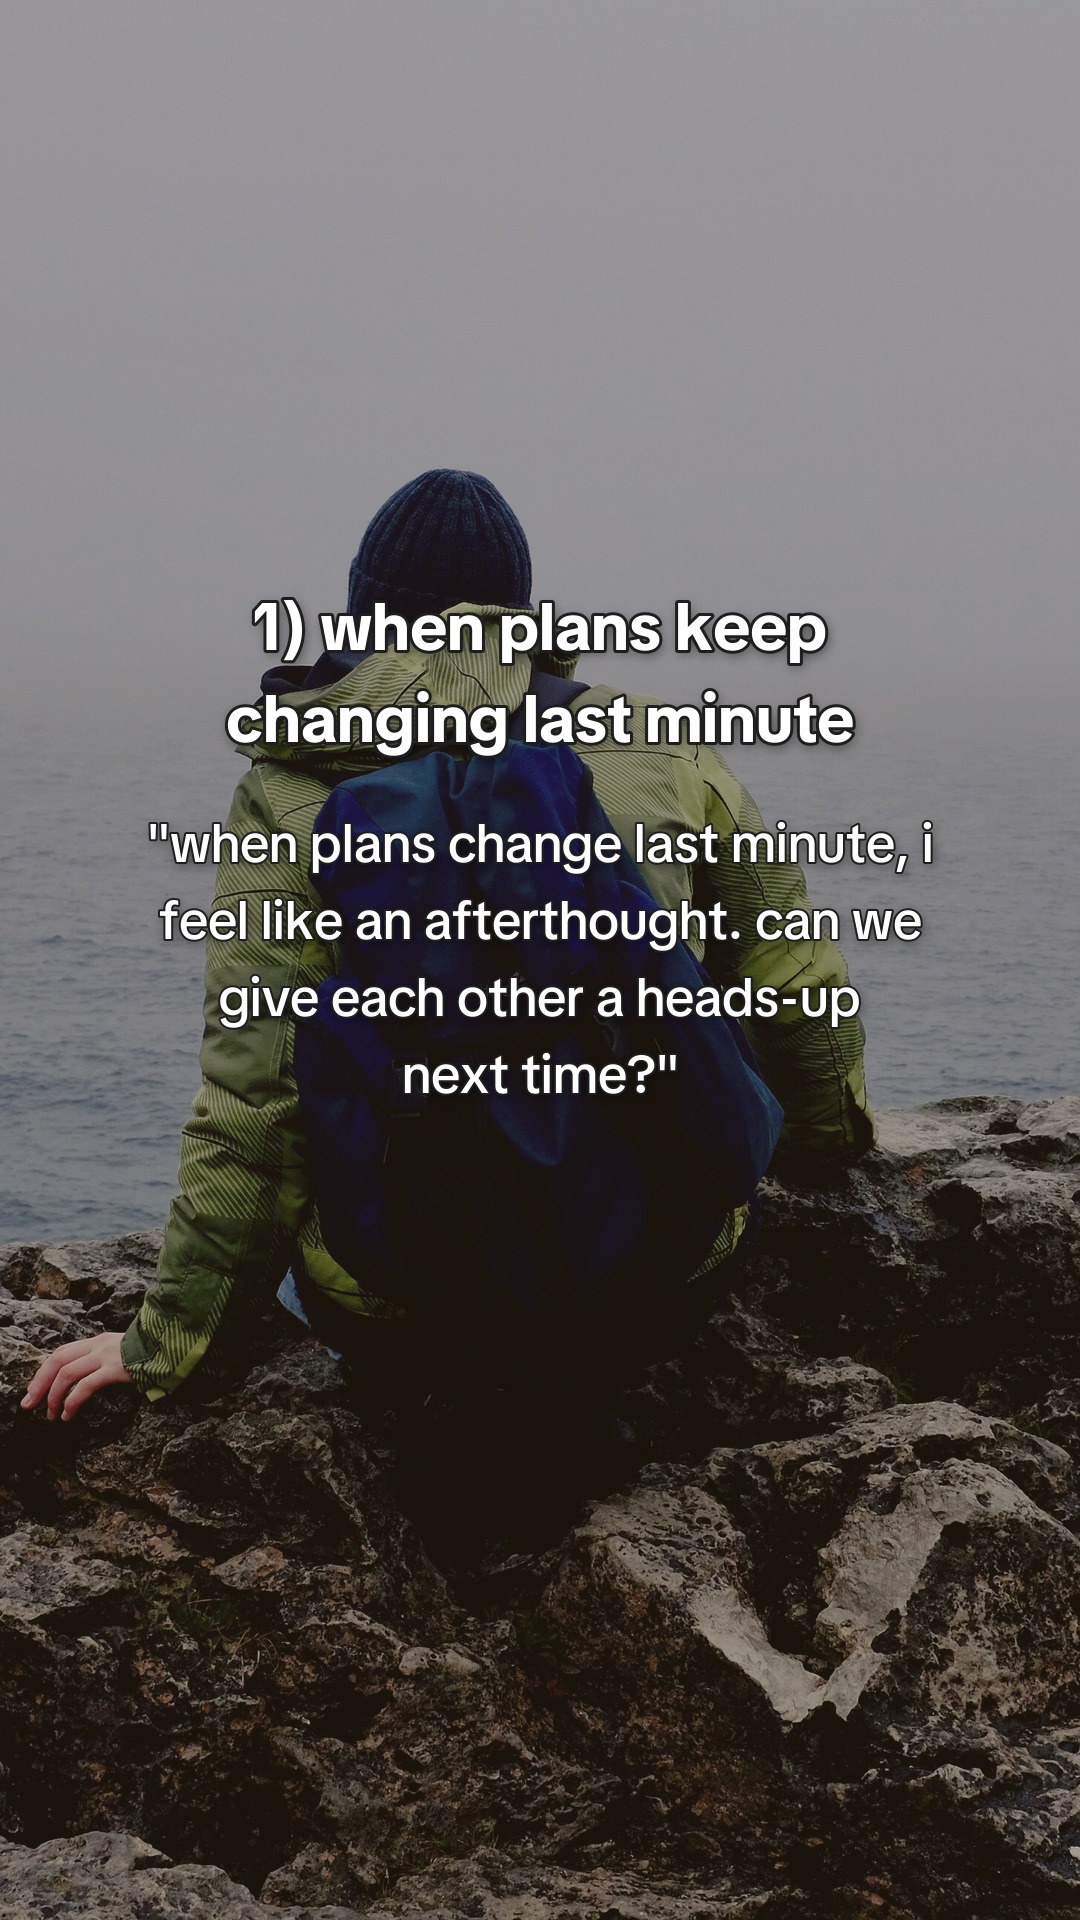 1) when plans keep
changing last minute
"when plans change last minute, i
feel like an afterthought. can we
give each other a heads-up
next time?"